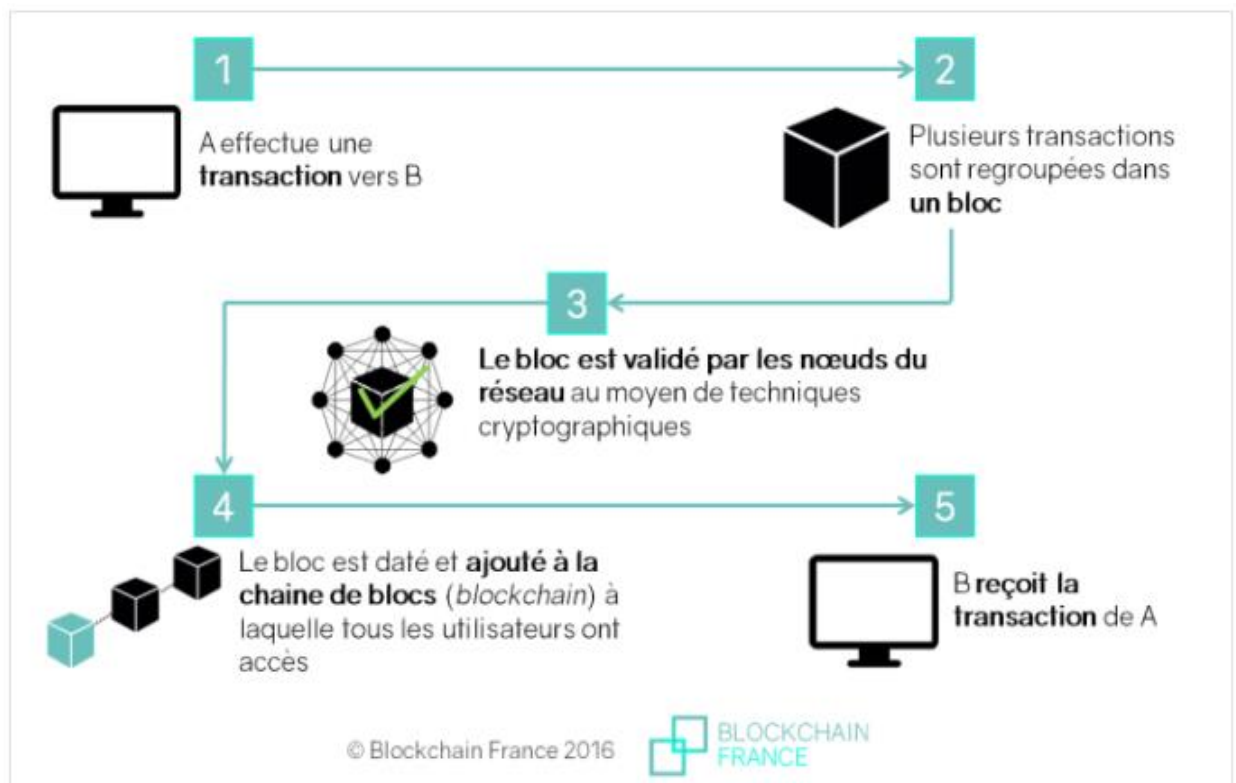 1
A effectue une
transaction vers B
2
Plusieurs transactions
sont regroupées dans
un bloc
3
Le bloc est validé par les nœuds du
réseau au moyen de techniques
cryptographiques
4
Le bloc est daté et ajouté à la
chaine de blocs (blockchain) à
laquelle tous les utilisateurs ont
accès
5
B reçoit la
transaction de A
© Blockchain France 2016
BLOCKCHAIN
FRANCE